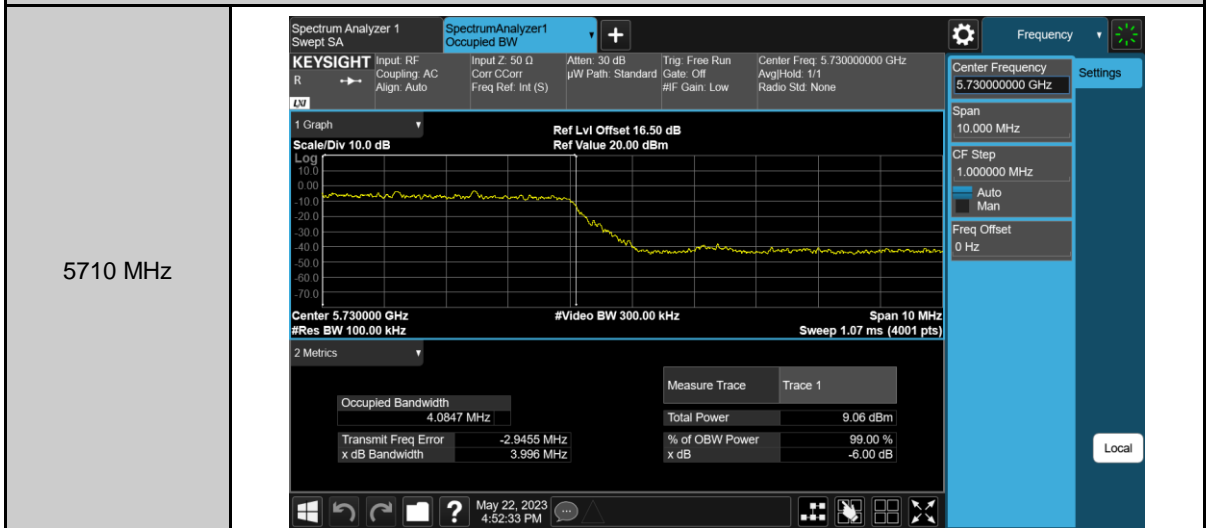 5710 MHz
Spectrum Analyzer 1
Swept SA
SpectrumAnalyzer1
Occupied BW
Frequency
KEYSIGHT
R
LXI
Input: RF
Coupling: AC
Align: Auto
Input Z: 50 Ω
Corr CCorr
Freq Ref: Int (S)
Atten: 30 dB
µW Path: Standard
Trig: Free Run
Gate: Off
#IF Gain: Low
Center Freq: 5.730000000 GHz
Avg|Hold: 1/1
Radio Std: None
1 Graph
Scale/Div 10.0 dB
Ref Lvl Offset 16.50 dB
Ref Value 20.00 dBm
Log
10.0
0.00
-10.0
-20.0
-30.0
-40.0
-50.0
-60.0
-70.0
Center 5.730000 GHz
#Video BW 300.00 kHz
Span 10 MHz
#Res BW 100.00 kHz
Sweep 1.07 ms (4001 pts)
2 Metrics
Measure Trace Trace 1
Occupied Bandwidth
4.0847 MHz
Total Power 9.06 dBm
Transmit Freq Error -2.9455 MHz
% of OBW Power 99.00 %
x dB Bandwidth 3.996 MHz
x dB -6.00 dB
?
May 22, 2023
4:52:33 PM
Center Frequency
5.730000000 GHz
Settings
Span
10.000 MHz
CF Step
1.000000 MHz
Auto
Man
Freq Offset
0 Hz
Local